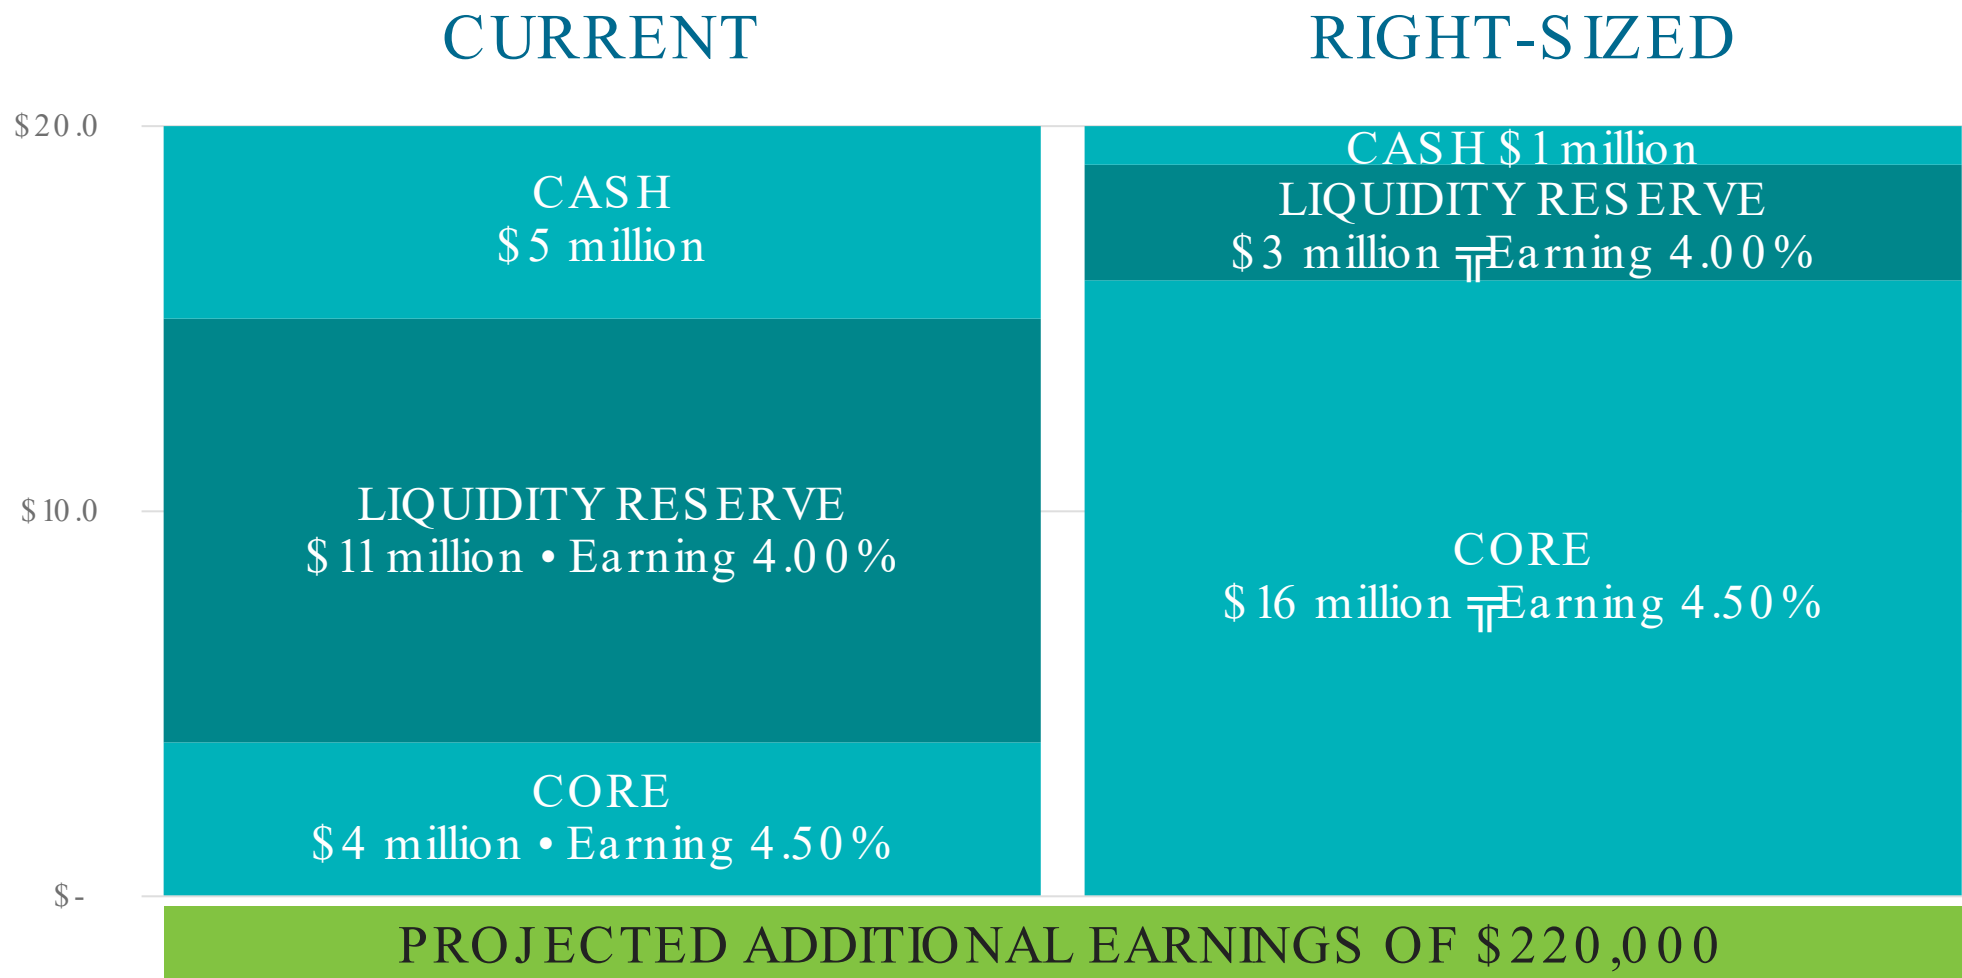 CURRENT
RIGHT-SIZED
$20.0
$10.0
$-
CASH
$5 million
LIQUIDITY RESERVE
$11 million • Earning 4.00%
CORE
$4 million • Earning 4.50%
CASH $1 million
LIQUIDITY RESERVE
$3 million ╦Earning 4.00%
CORE
$16 million ╦Earning 4.50%
PROJECTED ADDITIONAL EARNINGS OF $220,000